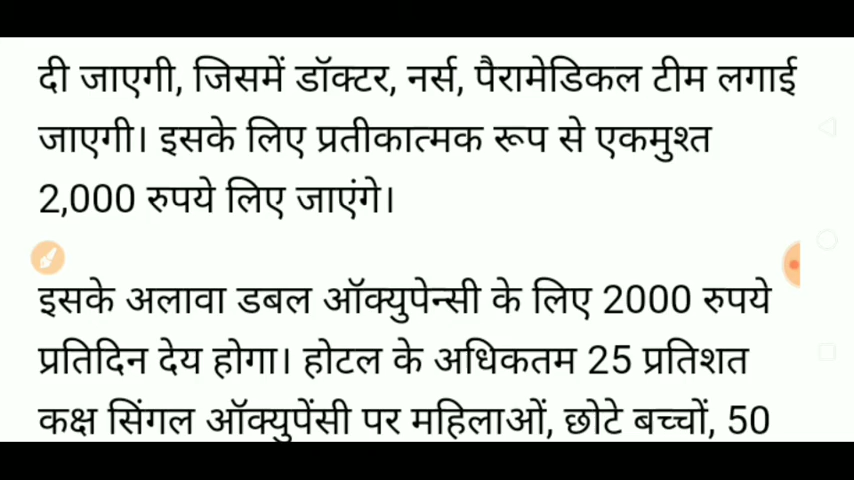 दी जाएगी, जिसमें डॉक्टर, नर्स, पैरामेडिकल टीम लगाई
जाएगी। इसके लिए प्रतीकात्मक रूप से एकमुश्त
2,000 रुपये लिए जाएंगे।
इसके अलावा डबल ऑक्युपेन्सी के लिए 2000 रुपये
प्रतिदिन देय होगा। होटल के अधिकतम 25 प्रतिशत
कक्ष सिंगल ऑक्युपेंसी पर महिलाओं, छोटे बच्चों, 50